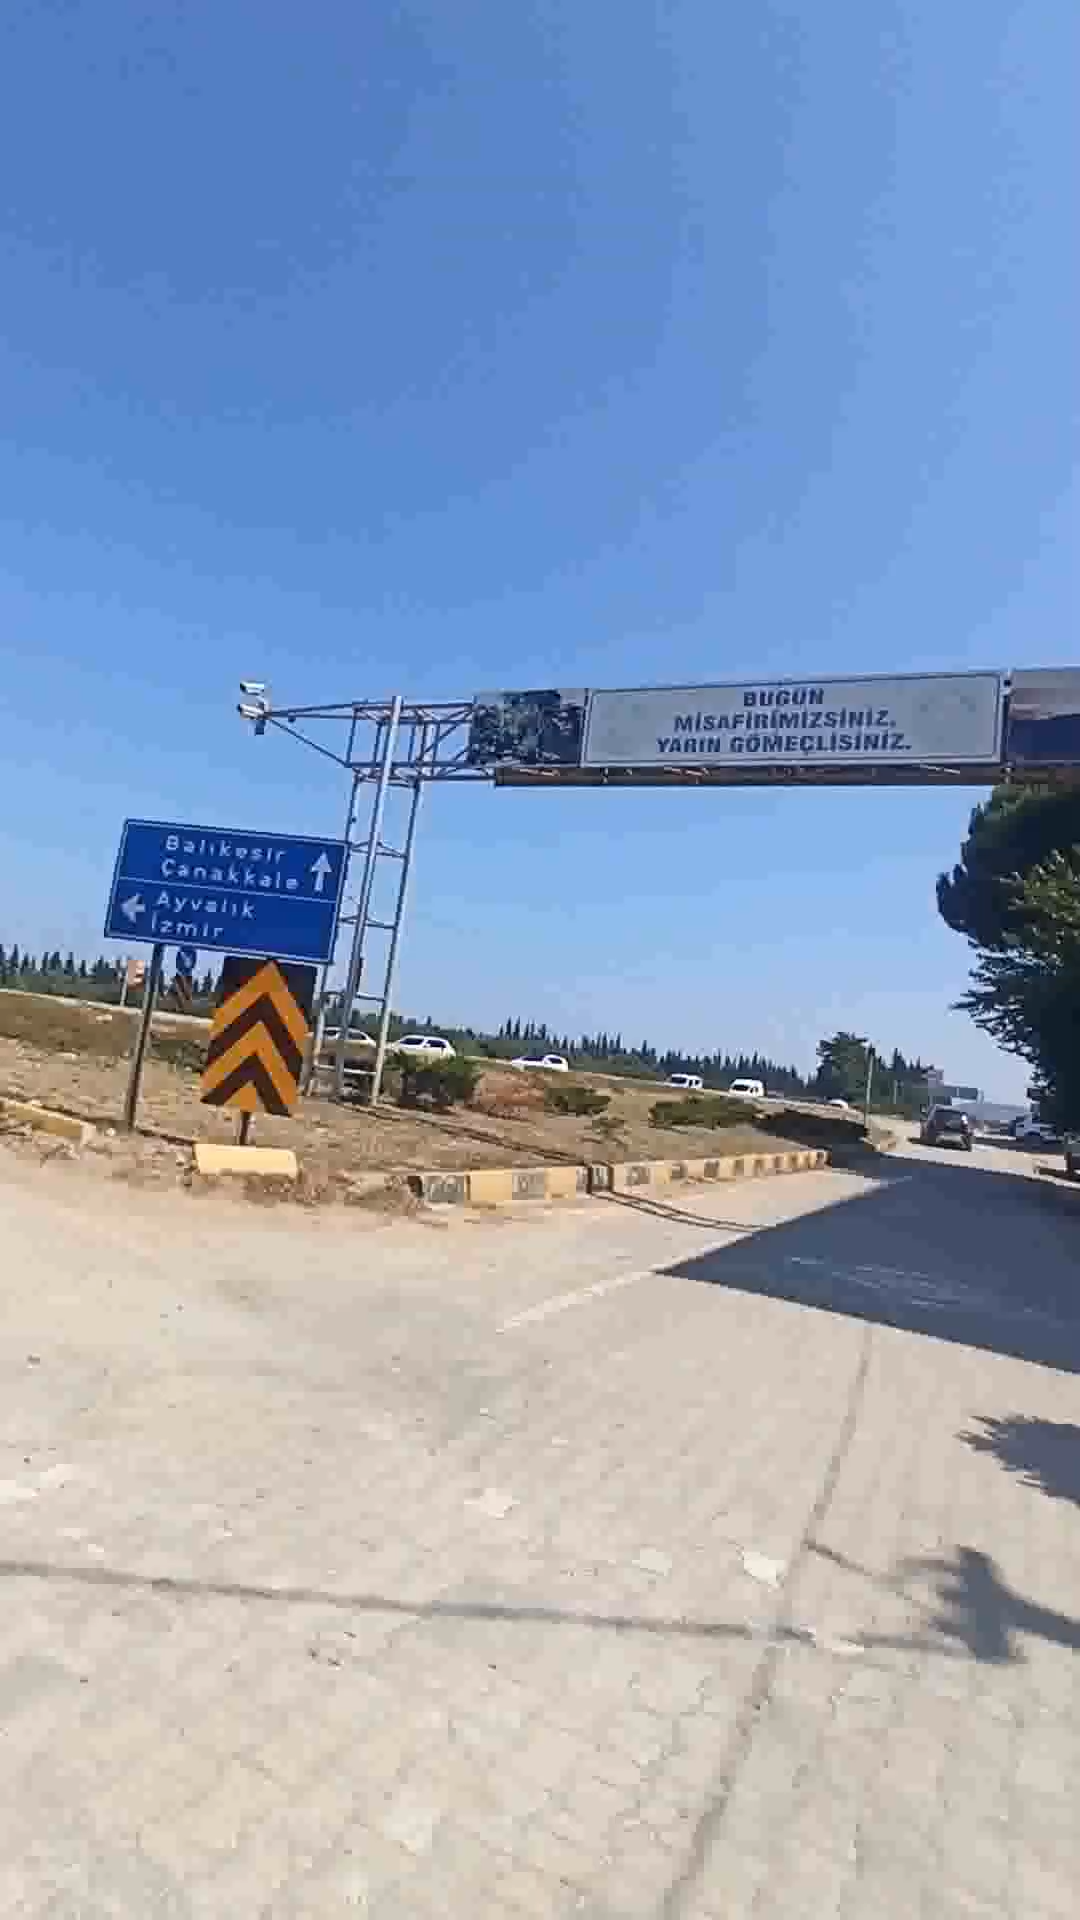 BUGÜN
MİSAFİRİMİZSİNİZ,
YARIN GÖMEÇLİSİNİZ.
Balıkesir
Çanakkale
Ayvalık
İzmir